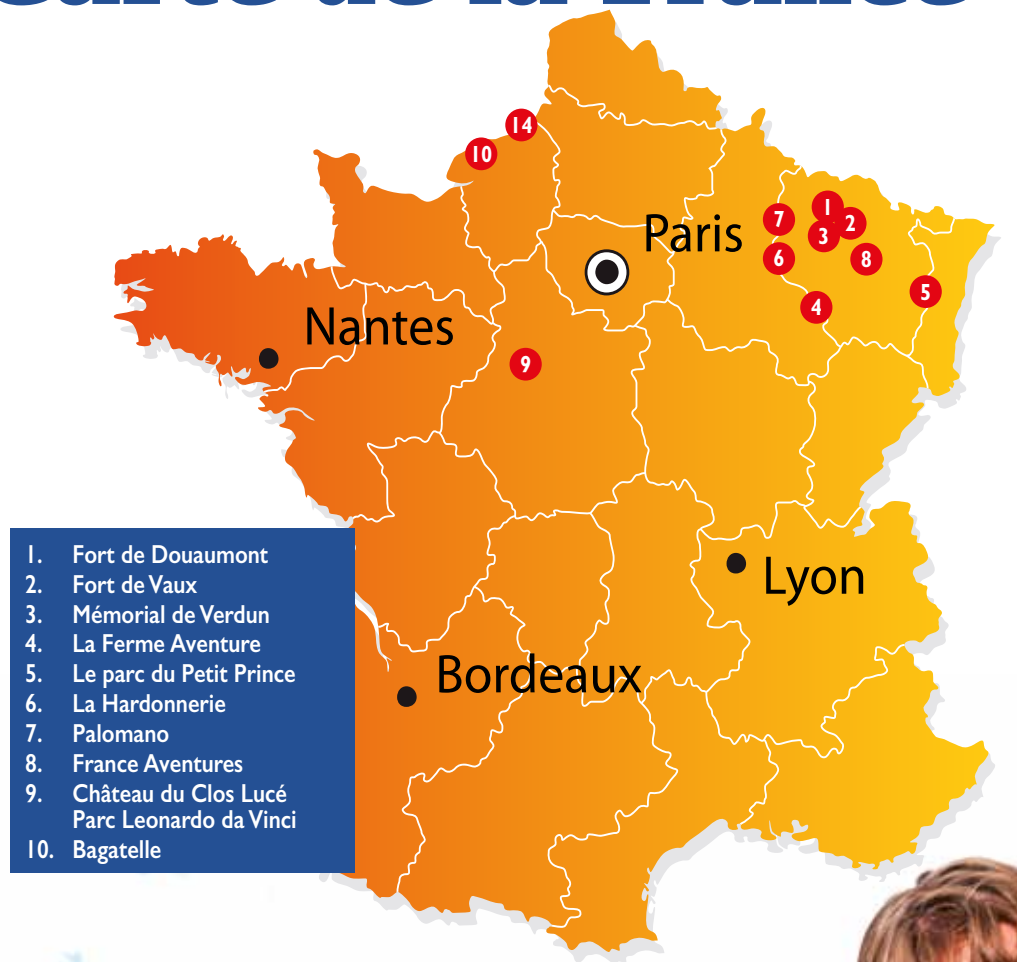 14
10
Paris
1
7
2
3
6
8
5
4
Nantes
9
1. Fort de Douaumont
2. Fort de Vaux
3. Mémorial de Verdun
4. La Ferme Aventure
5. Le parc du Petit Prince
6. La Hardonnerie
7. Palomano
8. France Aventures
9. Château du Clos Lucé
Parc Leonardo da Vinci
10. Bagatelle
Lyon
Bordeaux